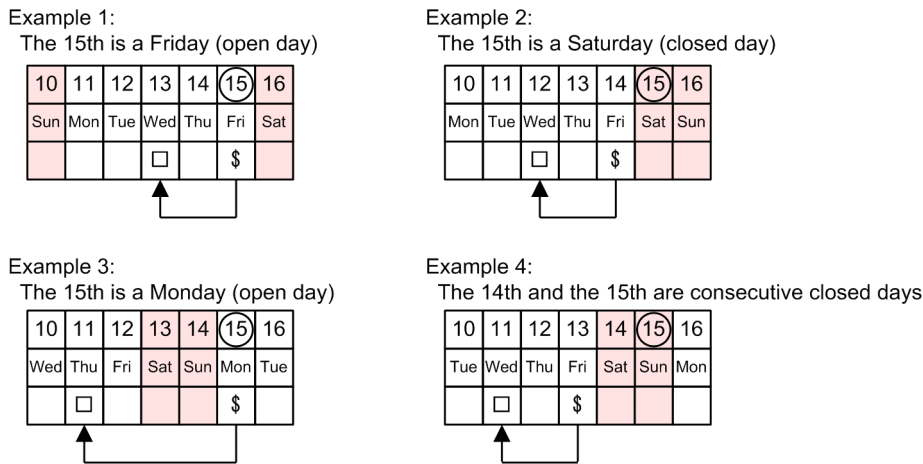 Example 1:
The 15th is a Friday (open day)
10 11 12 13 14 15 16
Sun Mon Tue Wed Thu Fri Sat
□ $
Example 2:
The 15th is a Saturday (closed day)
10 11 12 13 14 15 16
Mon Tue Wed Thu Fri Sat Sun
□ $
Example 3:
The 15th is a Monday (open day)
10 11 12 13 14 15 16
Wed Thu Fri Sat Sun Mon Tue
□ $
Example 4:
The 14th and the 15th are consecutive closed days
10 11 12 13 14 15 16
Tue Wed Thu Fri Sat Sun Mon
□ $